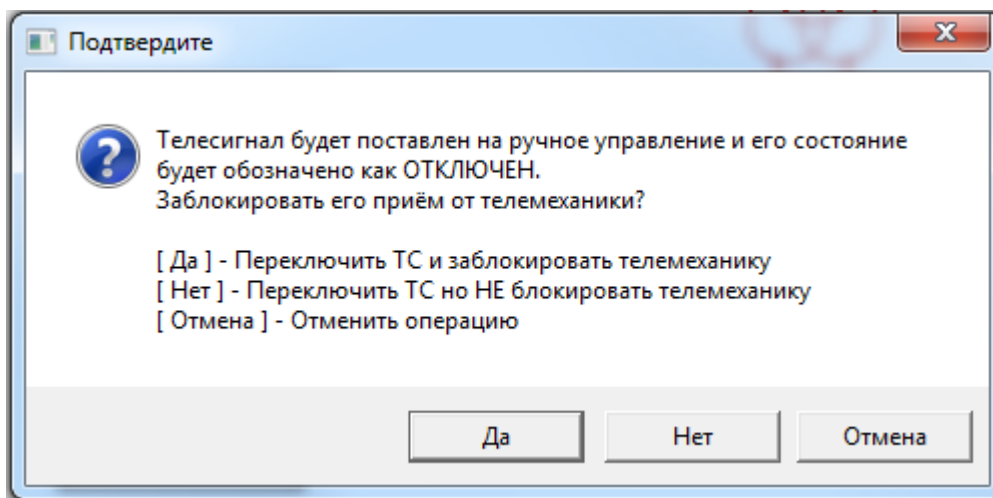 Подтвердите
Телесигнал будет поставлен на ручное управление и его состояние
будет обозначено как ОТКЛЮЧЕН.
Заблокировать его приём от телемеханики?
[ Да ] - Переключить ТС и заблокировать телемеханику
[ Нет ] - Переключить ТС но НЕ блокировать телемеханику
[ Отмена ] - Отменить операцию
Да Нет Отмена